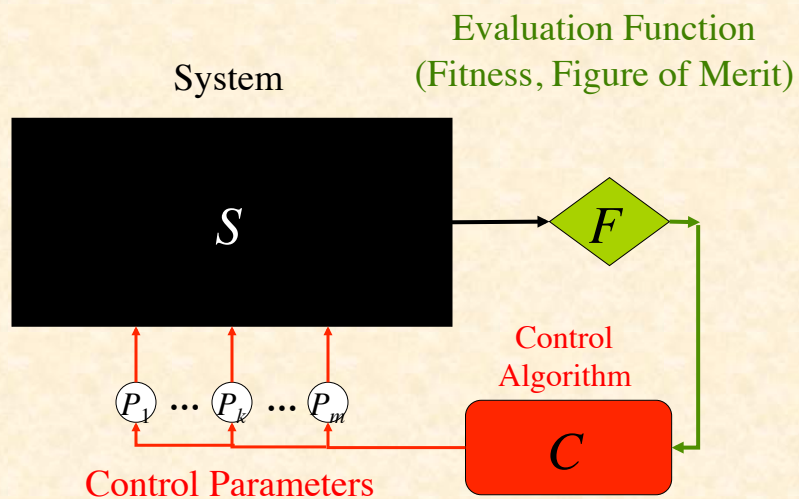 Evaluation Function
(Fitness, Figure of Merit)
System
S
F
Control
Algorithm
P1 ... Pk ... Pm
C
Control Parameters